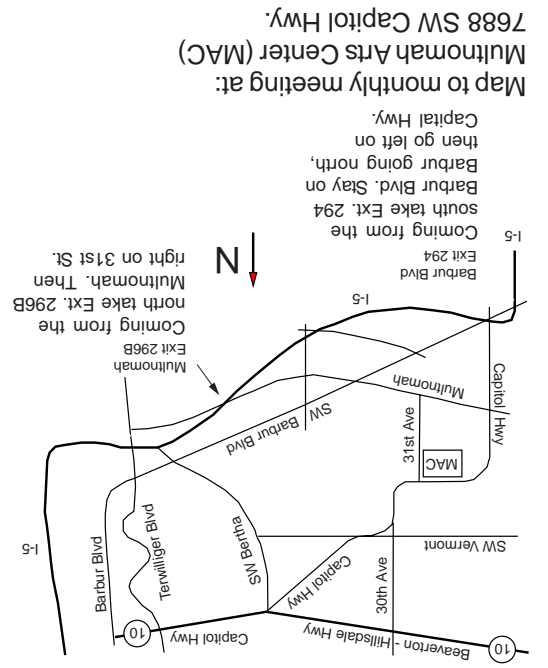 10
Beaverton - Hillsdale Hwy
Capitol Hwy
10
30th Ave
Capitol Hwy
SW Bertha
Terwilliger Blvd
Barbur Blvd
SW Vermont
I-5
MAC
31st Ave
Capitol Hwy
Multnomah
SW
Barbur Blvd
I-5
I-5
Multnomah
Exit 296B
Coming from the
north take Ext. 296B
Multnomah. Then
right on 31st St.
N
Barbur Blvd
Exit 294
Coming from the
south take Ext. 294
Barbur Blvd. Stay on
Barbur going north,
then go left on
Capital Hwy.
Map to monthly meeting at:
Multnomah Arts Center (MAC)
7688 SW Capitol Hwy.